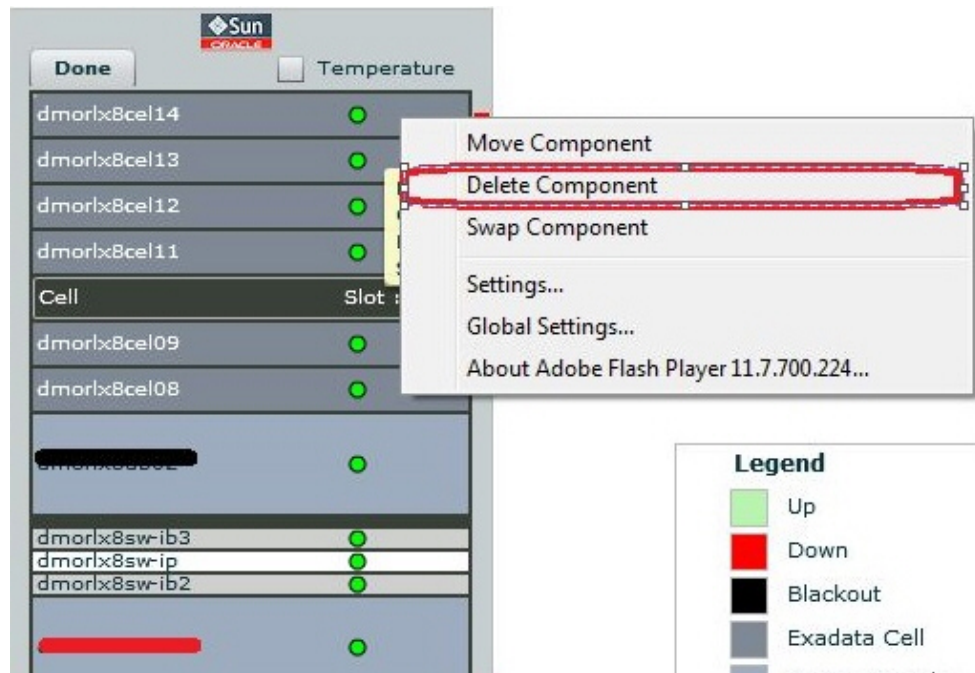 Sun
ORACLE
Done
Temperature
dmorlx8cel14
dmorlx8cel13
dmorlx8cel12
dmorlx8cel11
Cell Slot :
dmorlx8cel09
dmorlx8cel08
dmorlx8sw-ib3
dmorlx8sw-ip
dmorlx8sw-ib2
Move Component
Delete Component
Swap Component
Settings...
Global Settings...
About Adobe Flash Player 11.7.700.224...
Legend
Up
Down
Blackout
Exadata Cell